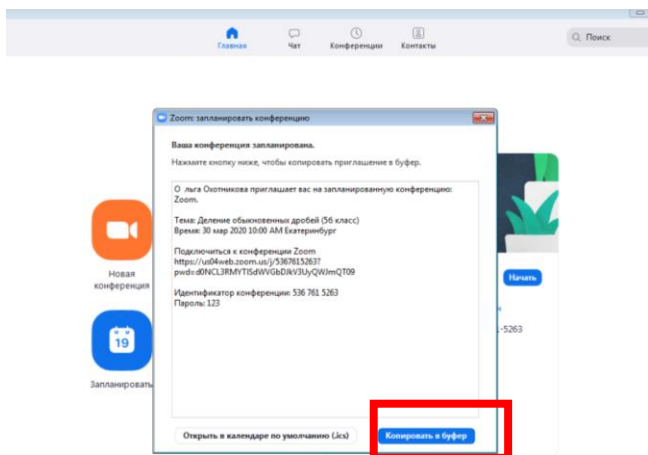 Главная
Чат
Конференции
Контакты
Поиск
Zoom: запланировать конференцию
Ваша конференция запланирована.
Нажмите кнопку ниже, чтобы копировать приглашение в буфер.
О льга Охотникова приглашает вас на запланированную конференцию:
Zoom.
Тема: Деление обыкновенных дробей (5б класс)
Время: 30 мар 2020 10:00 AM Екатеринбург
Подключиться к конференции Zoom
https://us04web.zoom.us/j/5367615263?
Идентификатор конференции: 536 761 5263
Пароль: 123
Новая
конференция
Начать
-5263
19
Запланировать
Открыть в календаре по умолчанию (.ics)
Копировать в буфер